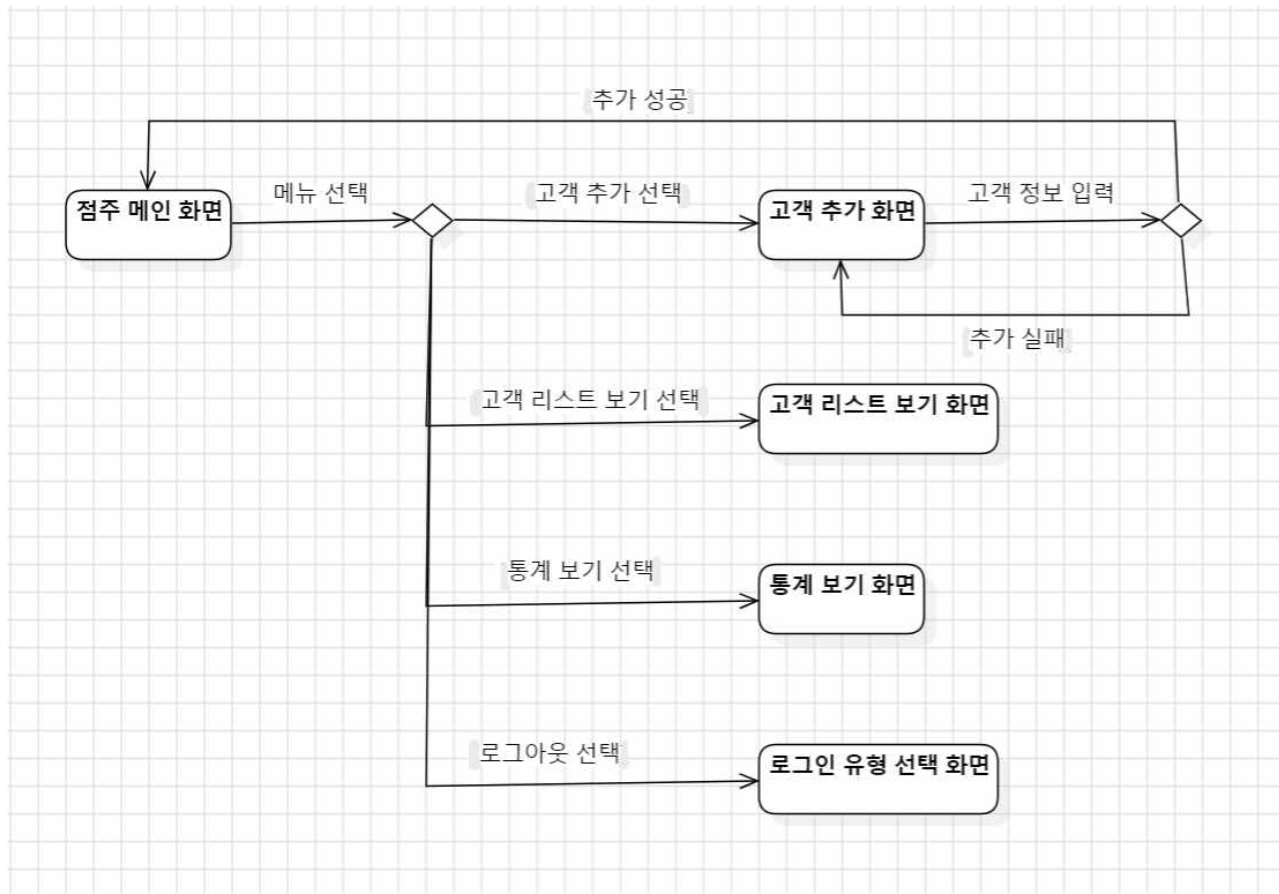 추가 성공
점주 메인 화면
메뉴 선택
고객 추가 선택
고객 추가 화면
고객 정보 입력
추가 실패
고객 리스트 보기 선택
고객 리스트 보기 화면
통계 보기 선택
통계 보기 화면
로그아웃 선택
로그인 유형 선택 화면